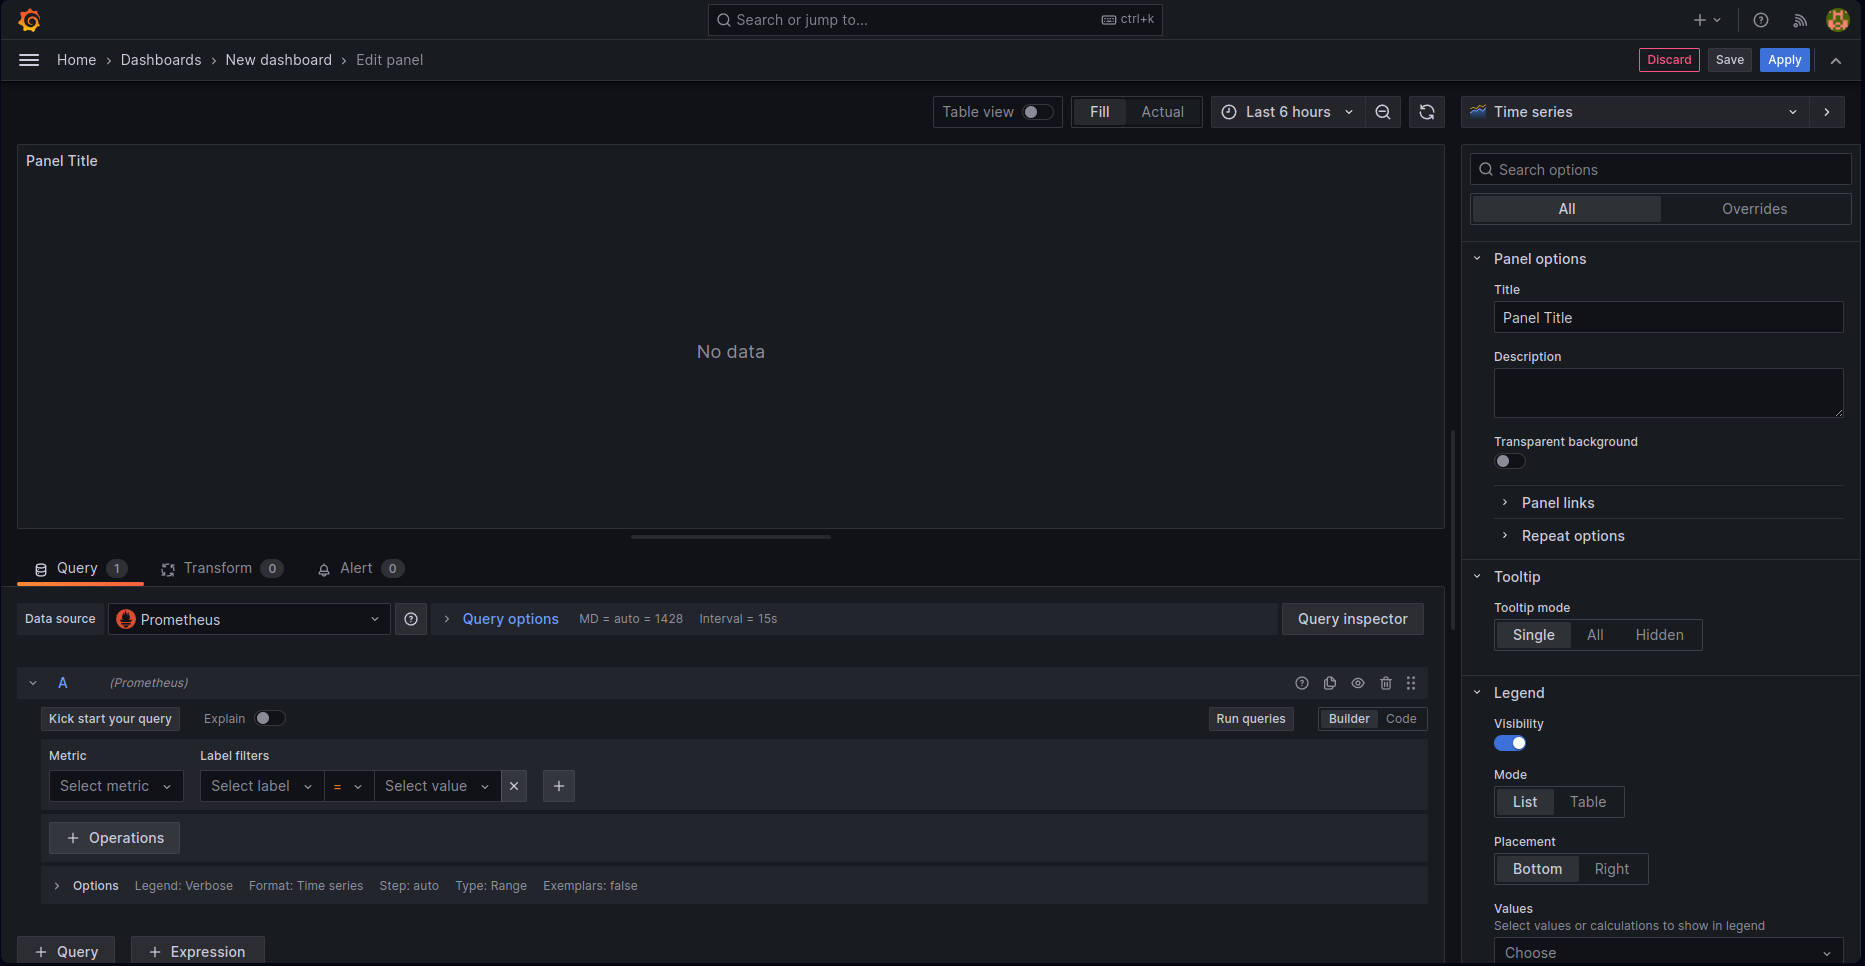 Search or jump to...
ctrl+k
Home › Dashboards › New dashboard › Edit panel
Discard
Save
Apply
Table view
Fill
Actual
Last 6 hours
Time series
Panel Title
No data
Query 1
Transform 0
Alert 0
Data source
Prometheus
Query options
MD = auto = 1428
Interval = 15s
Query inspector
A
(Prometheus)
Kick start your query
Explain
Run queries
Builder
Code
Metric
Label filters
Select metric
Select label
=
Select value
+ Operations
Options
Legend: Verbose
Format: Time series
Step: auto
Type: Range
Exemplars: false
+ Query
+ Expression
Search options
All
Overrides
Panel options
Title
Panel Title
Description
Transparent background
Panel links
Repeat options
Tooltip
Tooltip mode
Single
All
Hidden
Legend
Visibility
Mode
List
Table
Placement
Bottom
Right
Values
Select values or calculations to show in legend
Choose